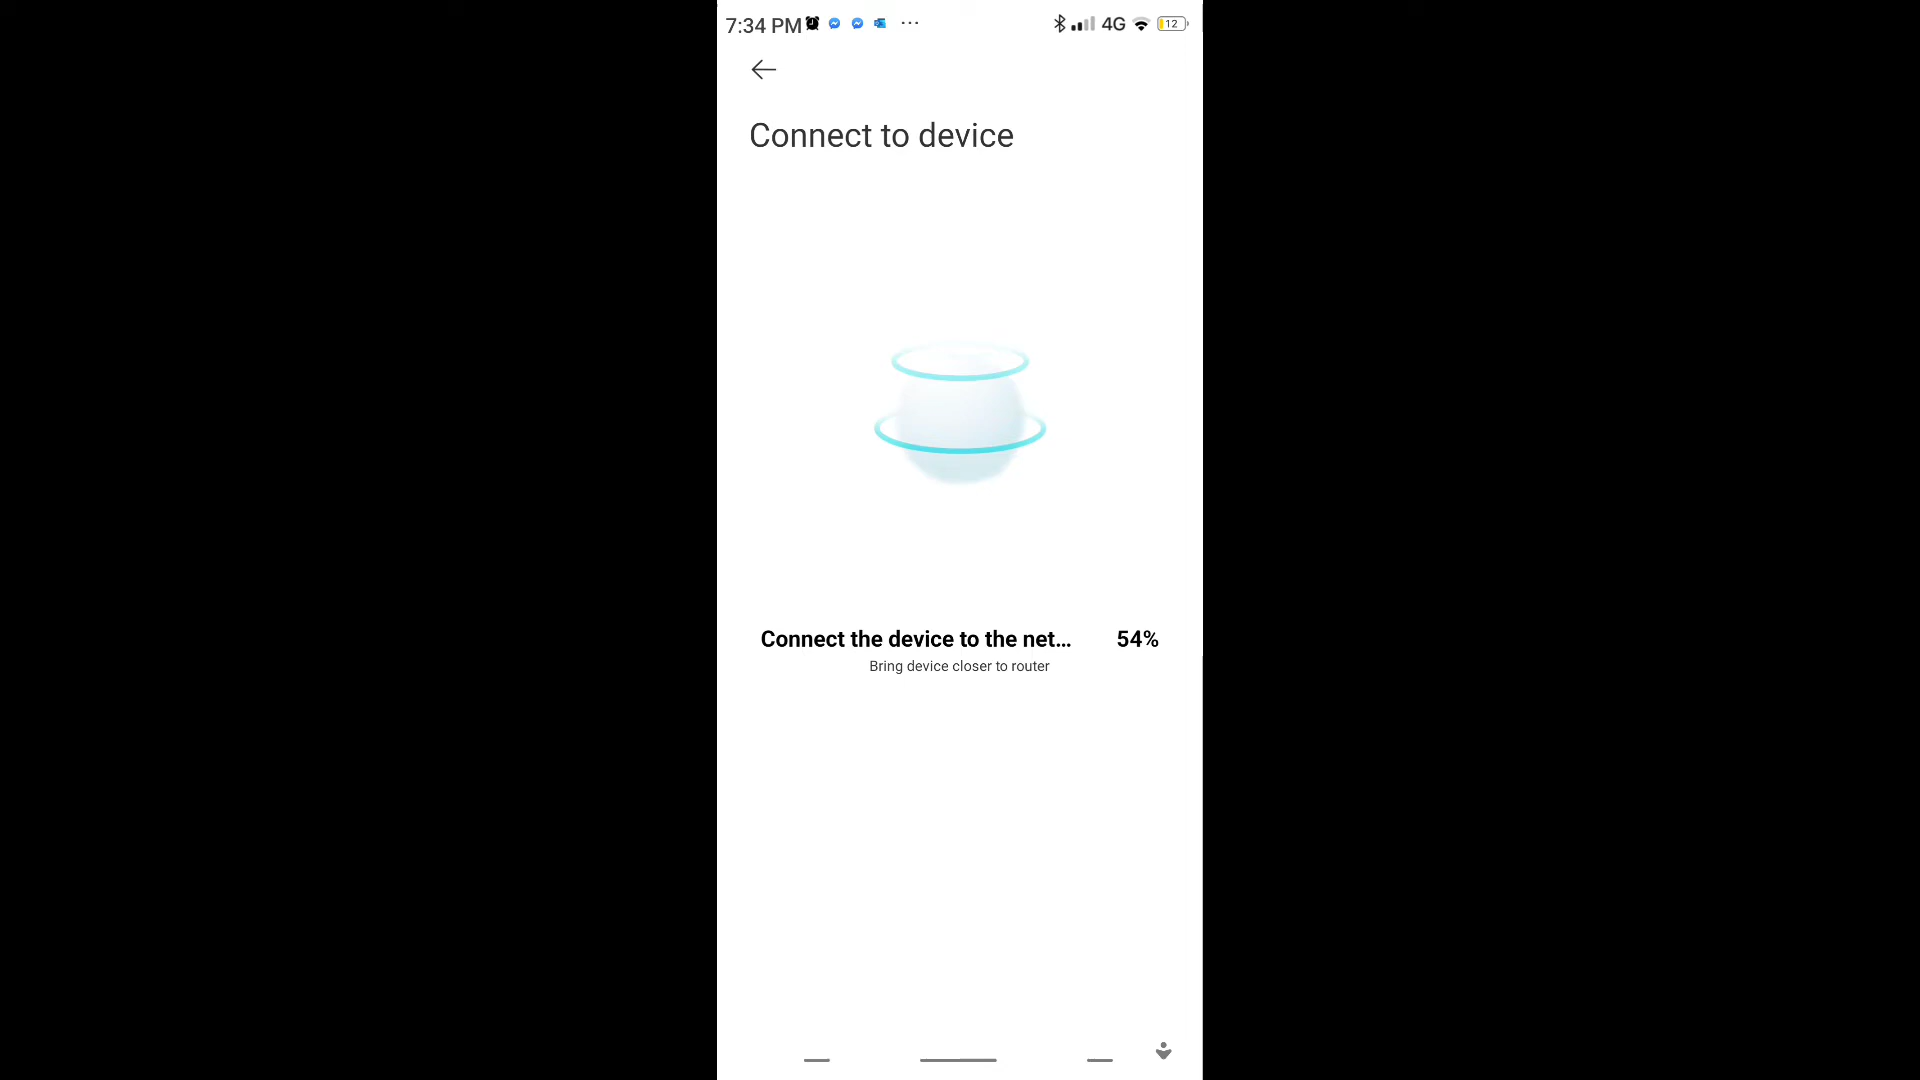 7:34 PM ... 4G 12
Connect to device
Connect the device to the net... 54%
Bring device closer to router